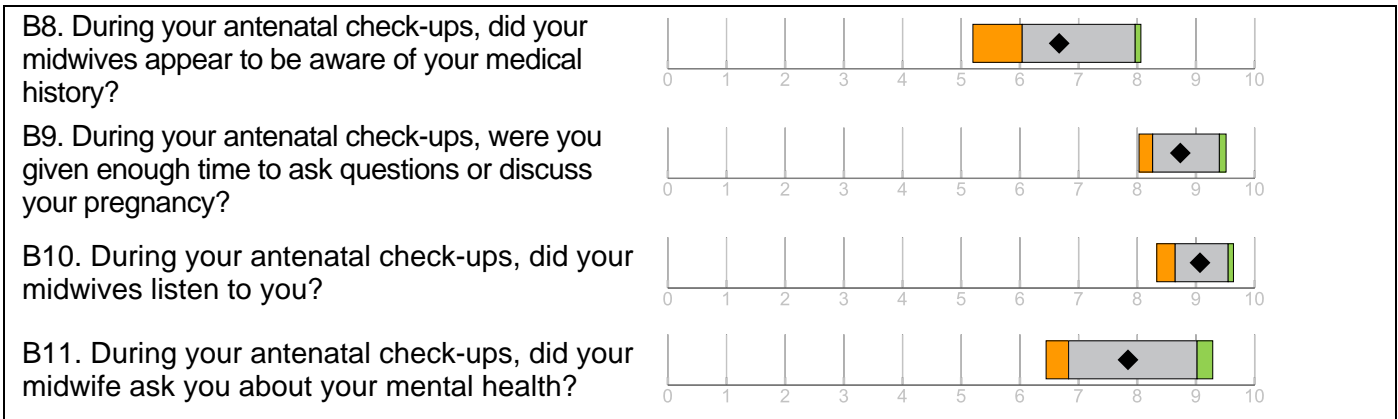 B8. During your antenatal check-ups, did your
midwives appear to be aware of your medical
history?
0 1 2 3 4 5 6 7 8 9 10
B9. During your antenatal check-ups, were you
given enough time to ask questions or discuss
your pregnancy?
0 1 2 3 4 5 6 7 8 9 10
B10. During your antenatal check-ups, did your
midwives listen to you?
0 1 2 3 4 5 6 7 8 9 10
B11. During your antenatal check-ups, did your
midwife ask you about your mental health?
0 1 2 3 4 5 6 7 8 9 10